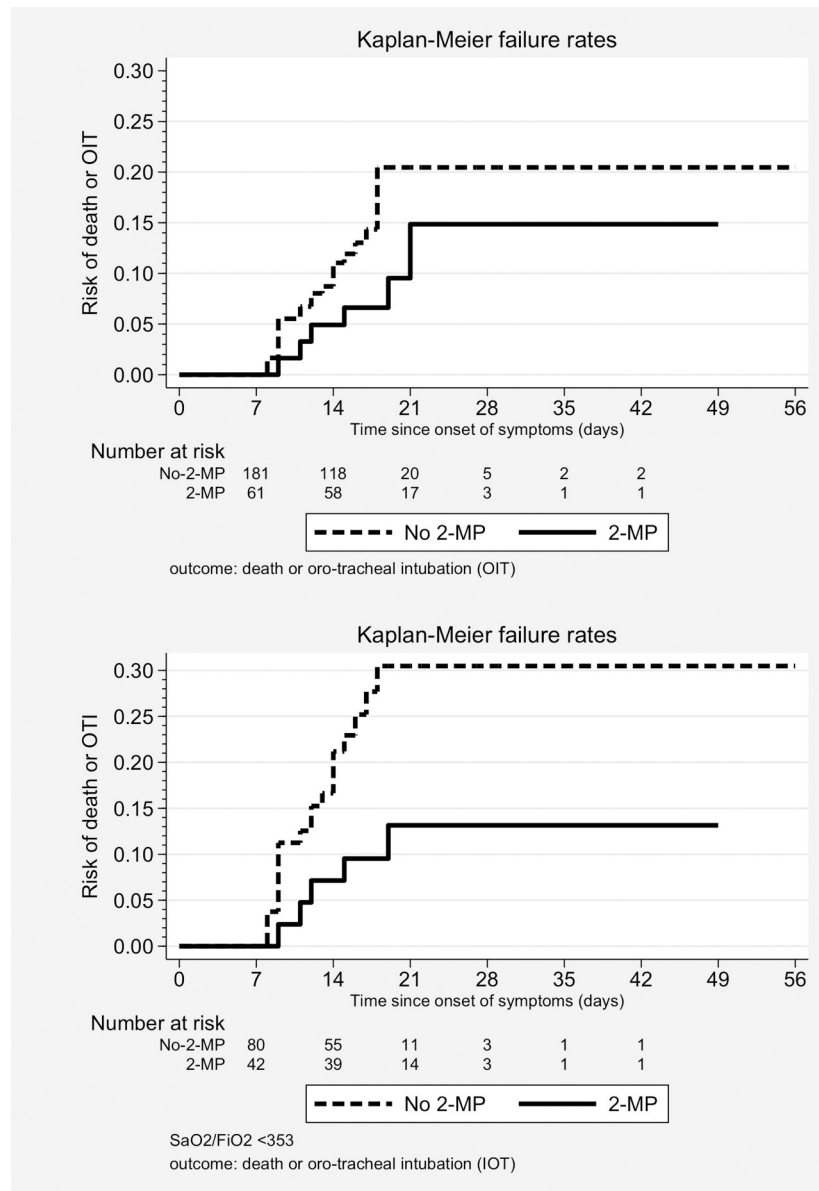 Kaplan-Meier failure rates
0.30
0.25
0.20
0.15
0.10
0.05
0.00
Risk of death or OIT
0 7 14 21 28 35 42 49 56
Time since onset of symptoms (days)
Number at risk
No-2-MP 181 118 20 5 2 2
2-MP 61 58 17 3 1 1
No 2-MP 2-MP
outcome: death or oro-tracheal intubation (OIT)
Kaplan-Meier failure rates
0.30
0.25
0.20
0.15
0.10
0.05
0.00
Risk of death or OTI
0 7 14 21 28 35 42 49 56
Time since onset of symptoms (days)
Number at risk
No-2-MP 80 55 11 3 1 1
2-MP 42 39 14 3 1 1
No 2-MP 2-MP
SaO2/FiO2 <353
outcome: death or oro-tracheal intubation (IOT)